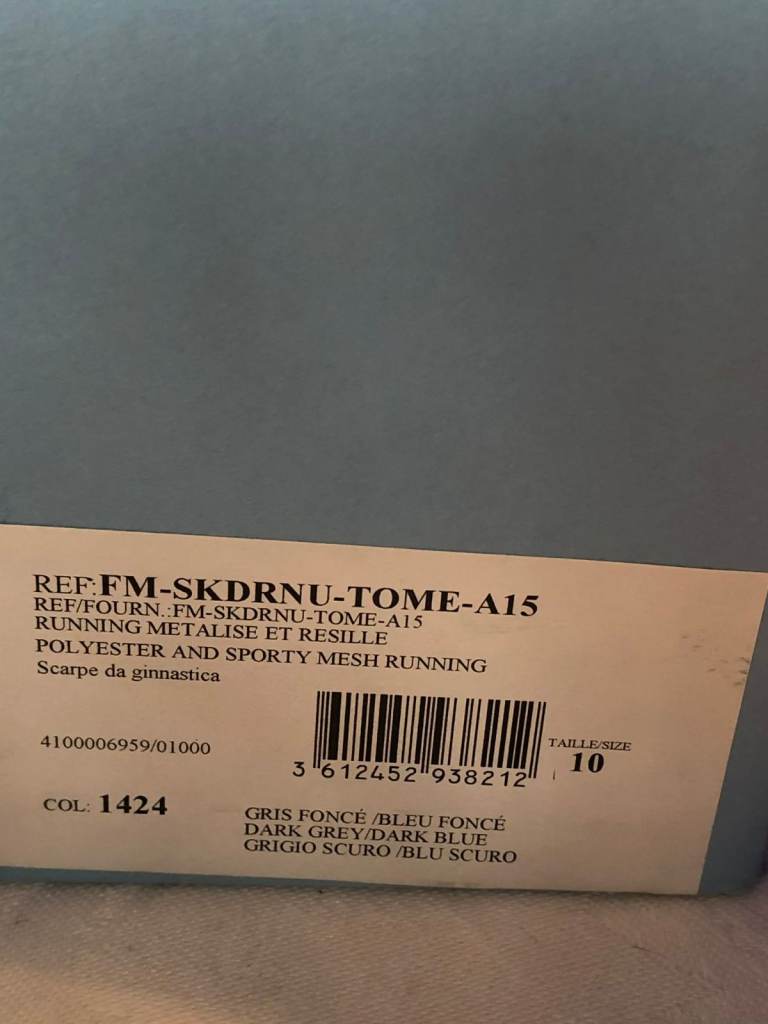 REF:FM-SKDRNU-TOME-A15
REF/FOURN.:FM-SKDRNU-TOME-A15
RUNNING METALISE ET RESILLE
POLYESTER AND SPORTY MESH RUNNING
Scarpe da ginnastica
4100006959/01000
3 612452 938212
TAILLE/SIZE
10
COL: 1424
GRIS FONCÉ /BLEU FONCÉ
DARK GREY/DARK BLUE
GRIGIO SCURO /BLU SCURO